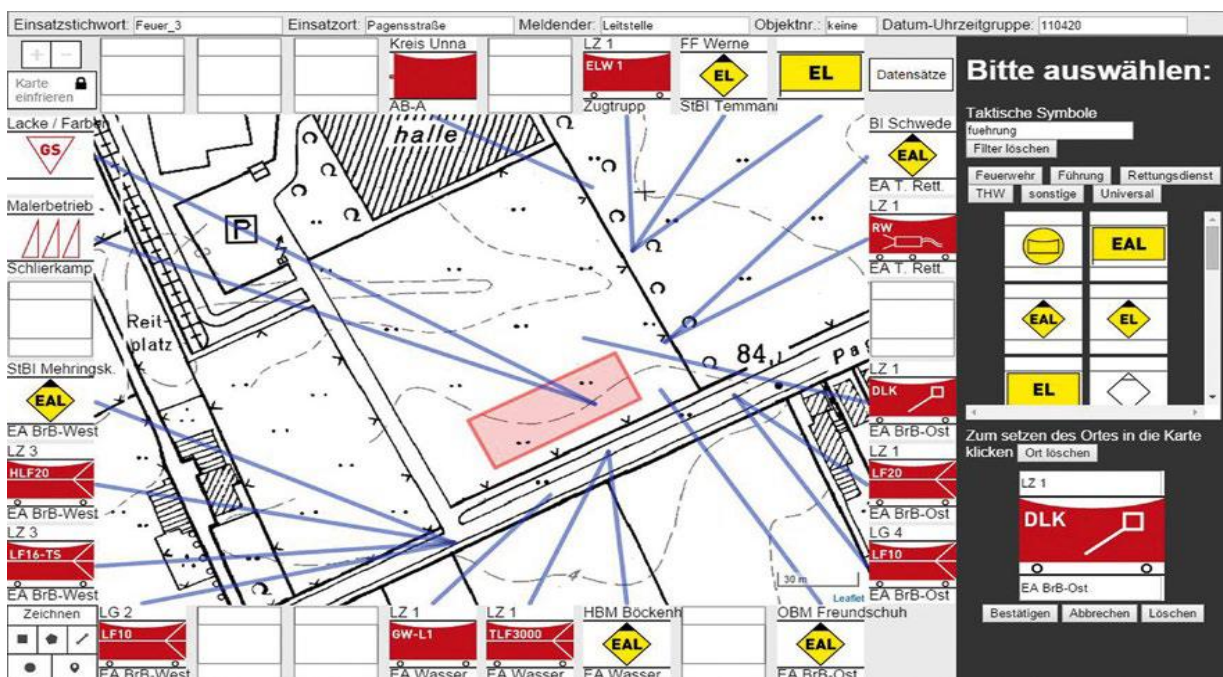 Einsatzstichwort: Feuer_3 Einsatzort: Pagensstraße Meldender: Leitstelle Objektnr.: keine Datum-Uhrzeitgruppe: 110420
+ −
Karte
einfrieren
Kreis Unna
AB-A
LZ 1
ELW 1
Zugtrupp
FF Werne
EL
StBI Temmann
EL
Datensätze
Lacke / Farben
GS
Malerbetrieb
Schlierkamp
StBI Mehringsk.
EAL
EA BrB-West
LZ 3
HLF20
EA BrB-West
LZ 3
LF16-TS
EA BrB-West
halle
P
Reit-
platz
84
Pag
4
30 m
Leaflet
BI Schwede
EAL
EA T. Rett.
LZ 1
RW
EA T. Rett.
LZ 1
DLK
EA BrB-Ost
LZ 1
LF20
EA BrB-Ost
LG 4
LF10
EA BrB-Ost
Zeichnen
LG 2
LF10
EA BrB-West
LZ 1
GW-L1
EA Wasser
LZ 1
TLF3000
EA Wasser
HBM Böckenh
EAL
EA Wasser
OBM Freundschuh
EAL
EA BrB-Ost
Bitte auswählen:
Taktische Symbole
fuehrung
Filter löschen
Feuerwehr Führung Rettungsdienst
THW sonstige Universal
EAL
EAL EL
EL
Zum setzen des Ortes in die Karte
klicken Ort löschen
LZ 1
DLK
EA BrB-Ost
Bestätigen Abbrechen Löschen